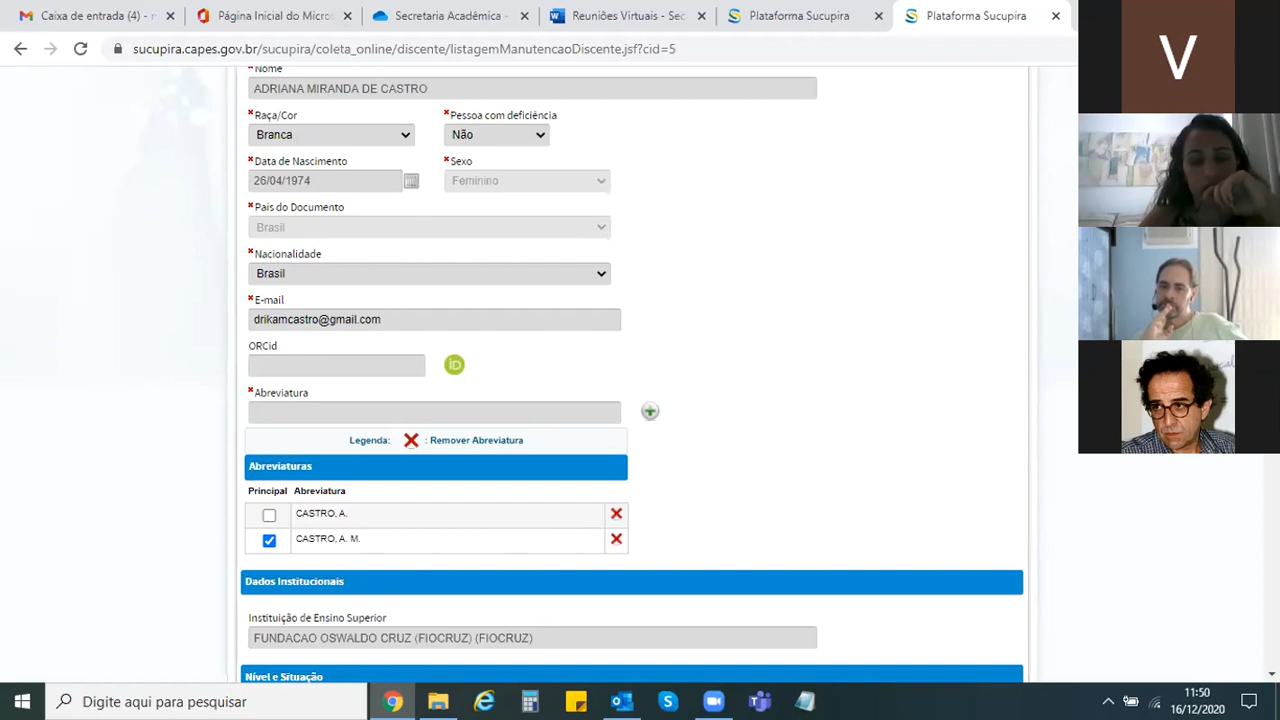 Caixa de entrada (4) - r
Página Inicial do Micros
Secretaria Acadêmica -
Reuniões Virtuais - Sec
Plataforma Sucupira
Plataforma Sucupira
sucupira.capes.gov.br/sucupira/coleta_online/discente/listagemManutencaoDiscente.jsf?cid=5
V
Nome
ADRIANA MIRANDA DE CASTRO
Raça/Cor
Pessoa com deficiência
Branca
Não
Data de Nascimento
Sexo
26/04/1974
Feminino
Pais do Documento
Brasil
Nacionalidade
Brasil
E-mail
drikamcastro@gmail.com
ORCid
iD
Abreviatura
Legenda: : Remover Abreviatura
Abreviaturas
Principal Abreviatura
CASTRO, A.
CASTRO, A. M.
Dados Institucionais
Instituição de Ensino Superior
FUNDACAO OSWALDO CRUZ (FIOCRUZ) (FIOCRUZ)
Nível e Situação
Digite aqui para pesquisar
11:50
16/12/2020